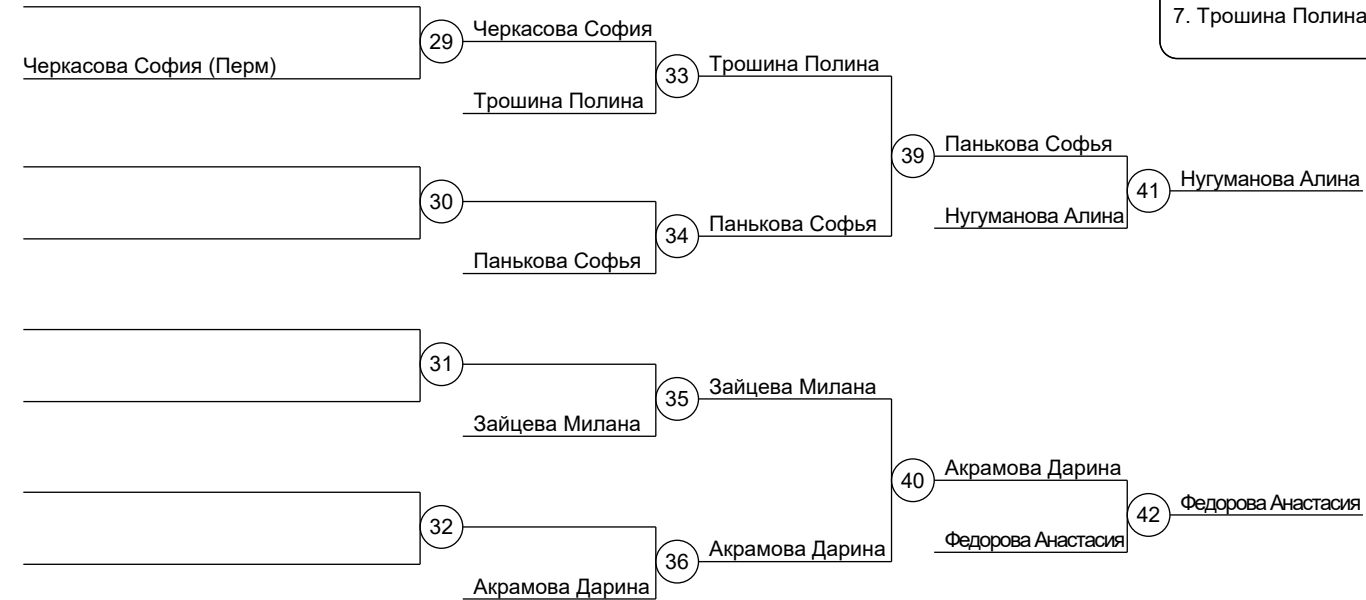 7. Трошина Полина
Черкасова София
29
Черкасова София (Перм)
Трошина Полина
33
Трошина Полина
Панькова Софья
39
Нугуманова Алина
41
30
Нугуманова Алина
Панькова Софья
34
Панькова Софья
31
Зайцева Милана
35
Зайцева Милана
Акрамова Дарина
40
Федорова Анастасия
42
32
Федорова Анастасия
Акрамова Дарина
36
Акрамова Дарина